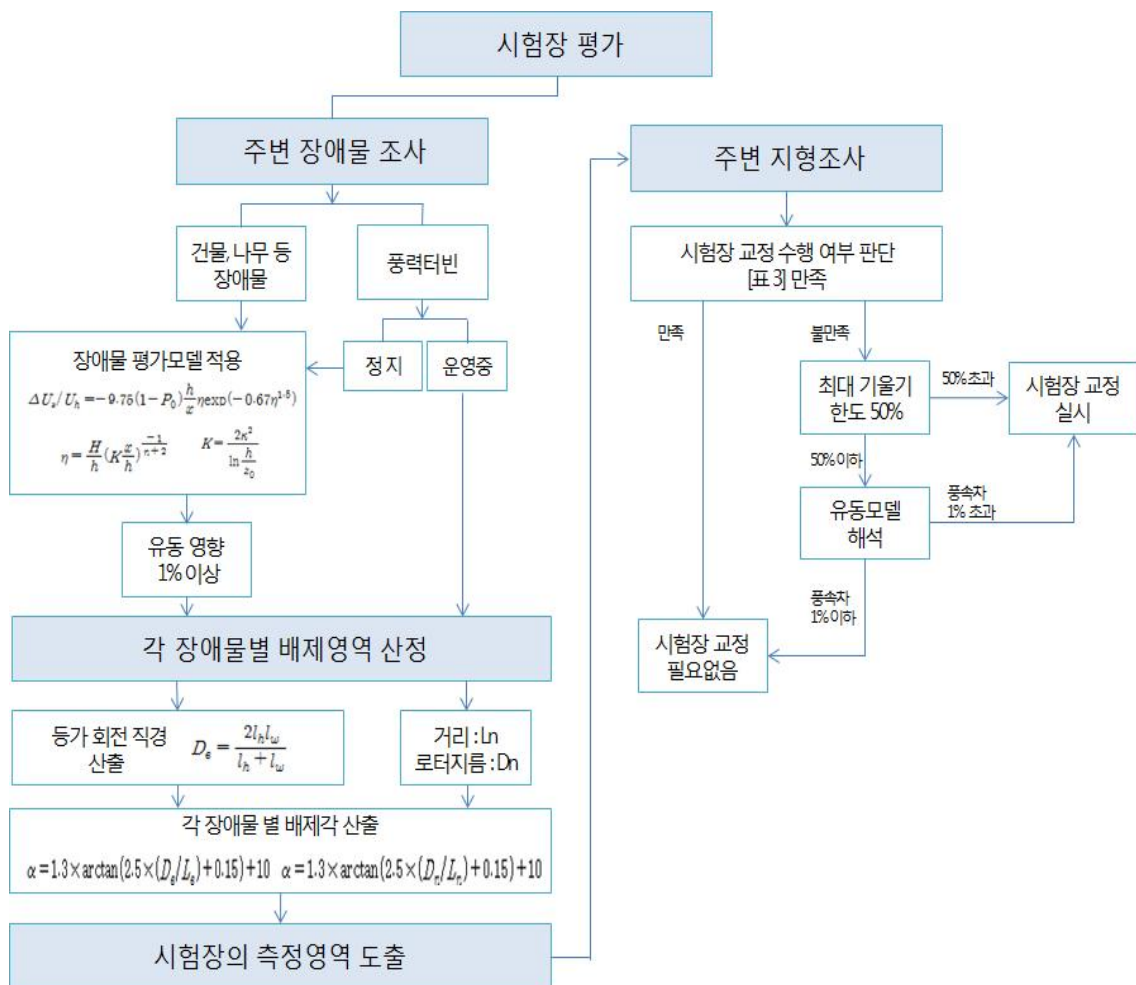 시험장 평가
주변 장애물 조사
건물, 나무 등
장애물
풍력터빈
정지
운영중
장애물 평가모델 적용
ΔU_z/U_h = -9.75(1-P_0) h/x η exp(-0.67η^1.5)
η = H/h (K x/h)^(-1/(n+2))
K = 2κ²/ln(h/z_0)
유동 영향
1% 이상
각 장애물별 배제영역 산정
등가 회전 직경
산출
D_e = 2l_h l_w/(l_h + l_w)
거리 : Ln
로터지름 : Dn
각 장애물 별 배제각 산출
α=1.3×arctan(2.5×(D_e/L_e)+0.15)+10
α=1.3×arctan(2.5×(D_n/L_n)+0.15)+10
시험장의 측정영역 도출
주변 지형조사
시험장 교정 수행 여부 판단
[표 3] 만족
만족
불만족
최대 기울기
한도 50%
50% 초과
시험장 교정
실시
50% 이하
유동모델
해석
풍속차
1% 초과
풍속차
1% 이하
시험장 교정
필요없음